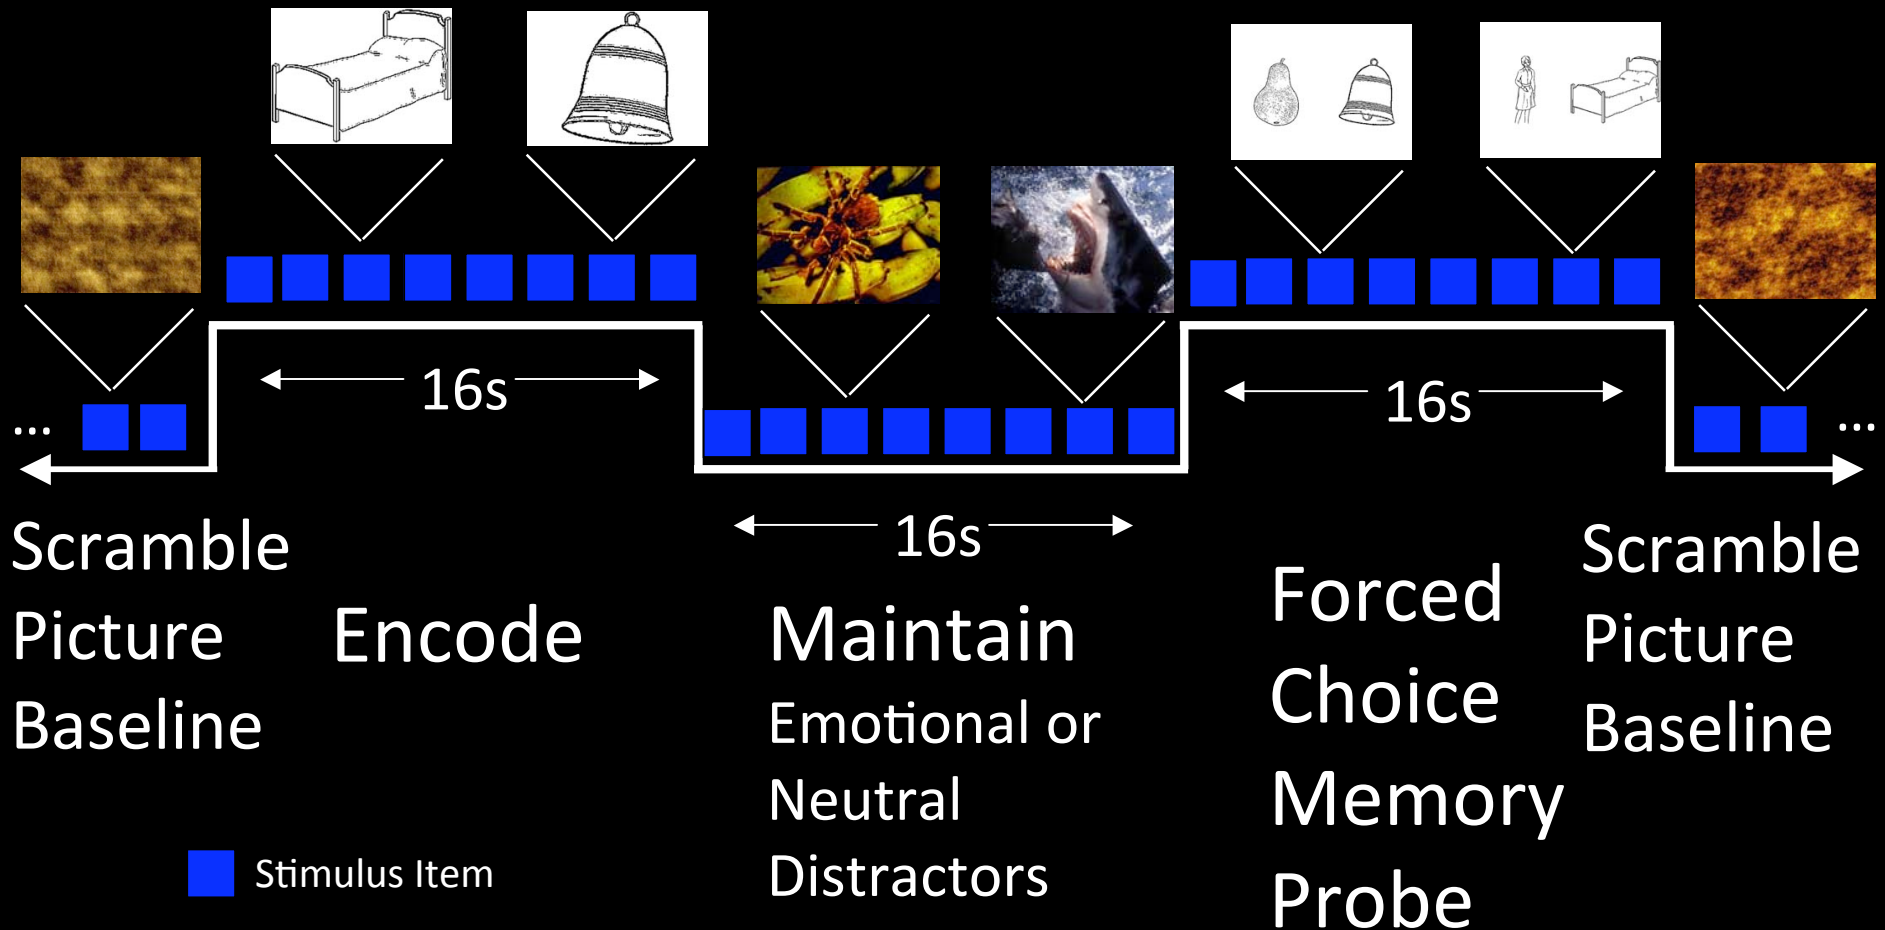 ...
16s
16s
16s
...
Scramble
Picture
Baseline
Encode
Maintain
Emotional or
Neutral
Distractors
Forced
Choice
Memory
Probe
Scramble
Picture
Baseline
Stimulus Item